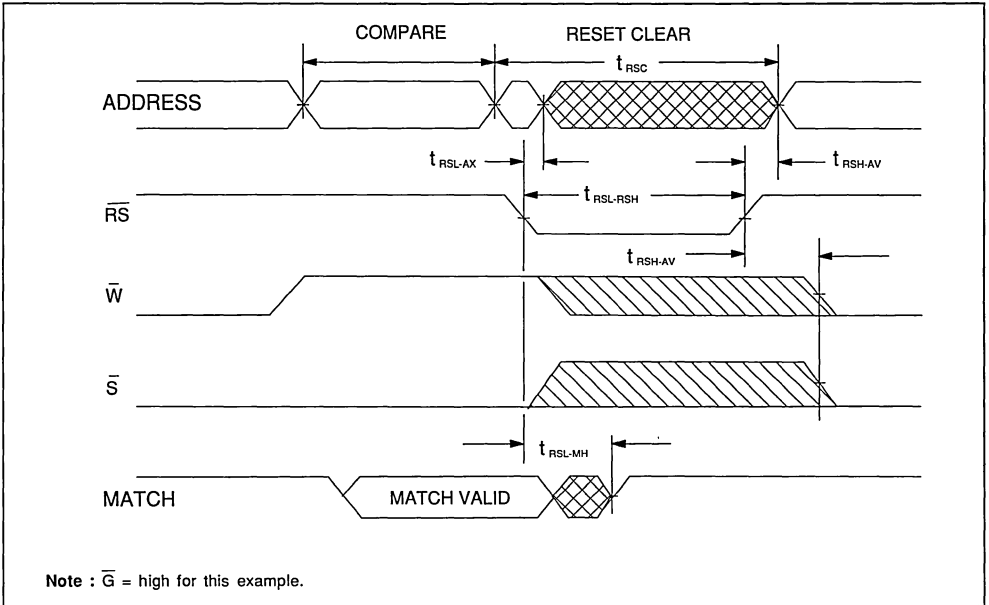 COMPARE RESET CLEAR
t RSC
ADDRESS
t RSL-AX t RSH-AV
R̅S̅ t RSL-RSH
t RSH-AV
W̅
S̅
t RSL-MH
MATCH MATCH VALID
Note : G̅ = high for this example.